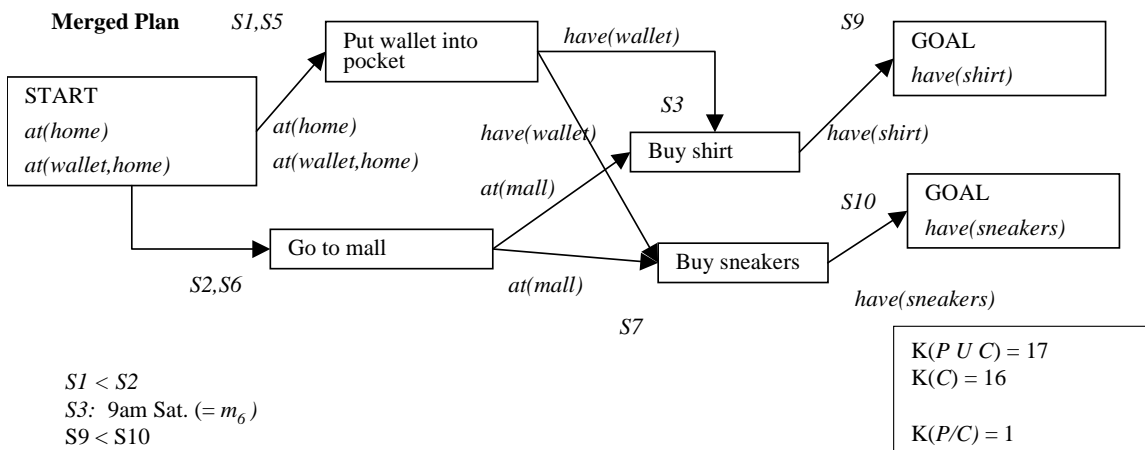 Merged Plan
S1,S5
Put wallet into
pocket
have(wallet)
S9
GOAL
have(shirt)
START
at(home)
at(wallet,home)
at(home)
at(wallet,home)
have(wallet)
S3
Buy shirt
have(shirt)
at(mall)
S10
GOAL
have(sneakers)
Go to mall
S2,S6
at(mall)
Buy sneakers
S7
have(sneakers)
S1 < S2
S3: 9am Sat. (= m6 )
S9 < S10
K(P U C) = 17
K(C) = 16
K(P/C) = 1